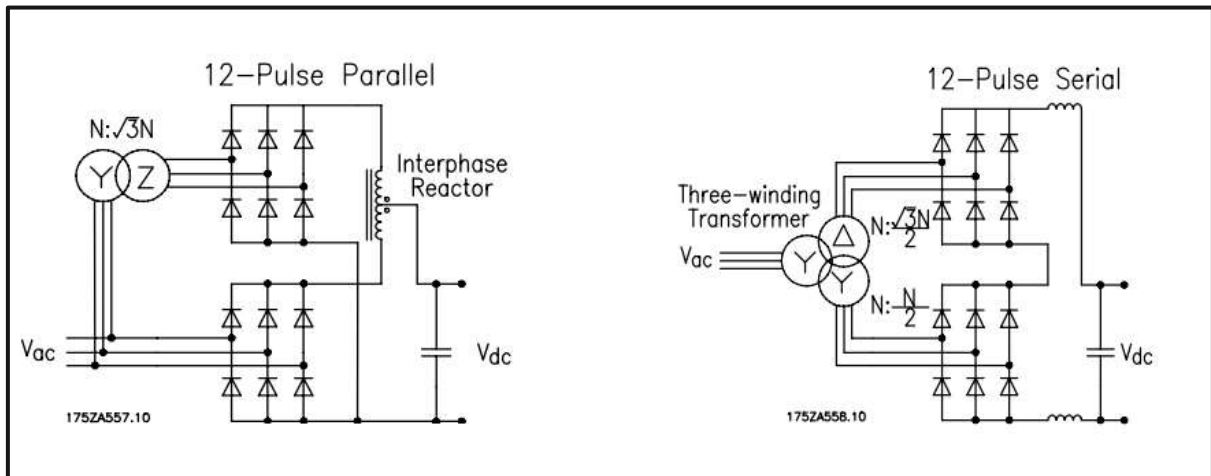 12-Pulse Parallel
N:√3N
Y
Z
Interphase
Reactor
Vac
Vdc
175ZA557.10
12-Pulse Serial
Three-winding
Transformer
Δ
N:√3N/2
Vac
Y
Y
N:N/2
Vdc
175ZA558.10